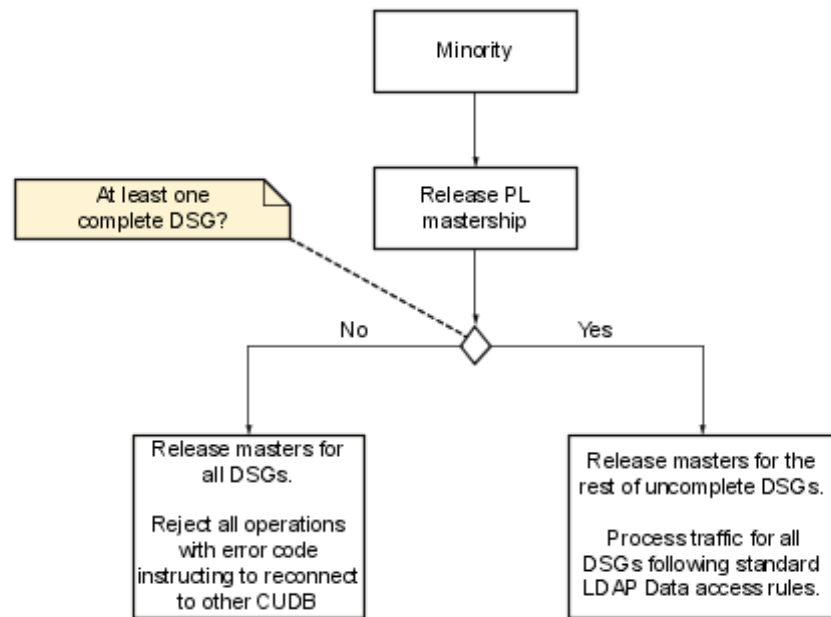 Minority
At least one
complete DSG?
Release PL
mastership
No
Yes
Release masters for
all DSGs.
Reject all operations
with error code
instructing to reconnect
to other CUDB
Release masters for the
rest of uncomplete DSGs.
Process traffic for all
DSGs following standard
LDAP Data access rules.